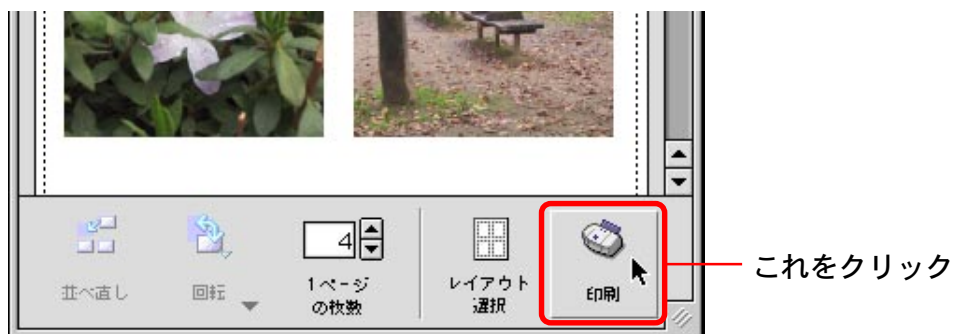 4
並べ直し
回転
1ページ
の枚数
レイアウト
選択
印刷
これをクリック